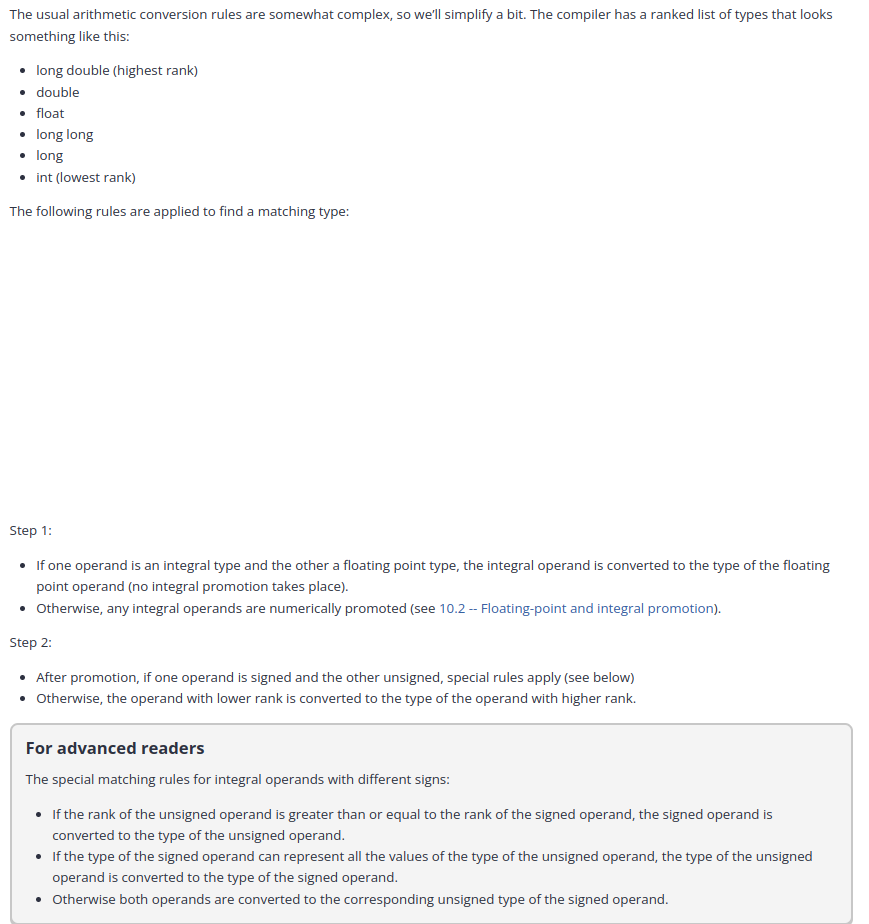 The usual arithmetic conversion rules are somewhat complex, so we’ll simplify a bit. The compiler has a ranked list of types that looks
something like this:
• long double (highest rank)
• double
• float
• long long
• long
• int (lowest rank)
The following rules are applied to find a matching type:
Step 1:
• If one operand is an integral type and the other a floating point type, the integral operand is converted to the type of the floating
point operand (no integral promotion takes place).
• Otherwise, any integral operands are numerically promoted (see 10.2 -- Floating-point and integral promotion).
Step 2:
• After promotion, if one operand is signed and the other unsigned, special rules apply (see below)
• Otherwise, the operand with lower rank is converted to the type of the operand with higher rank.
For advanced readers
The special matching rules for integral operands with different signs:
• If the rank of the unsigned operand is greater than or equal to the rank of the signed operand, the signed operand is
converted to the type of the unsigned operand.
• If the type of the signed operand can represent all the values of the type of the unsigned operand, the type of the unsigned
operand is converted to the type of the signed operand.
• Otherwise both operands are converted to the corresponding unsigned type of the signed operand.